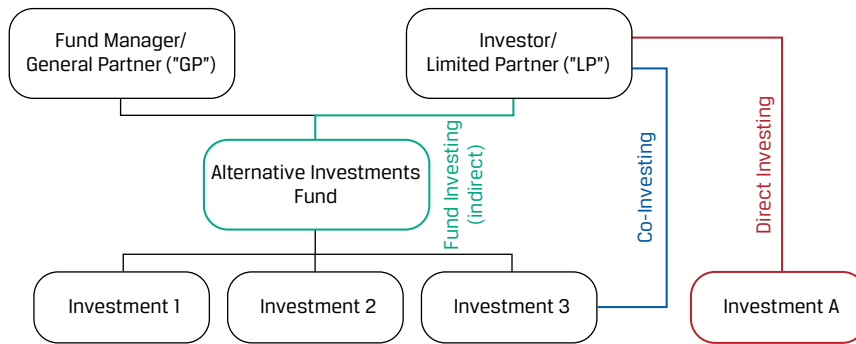 Fund Manager/
General Partner ("GP")
Investor/
Limited Partner ("LP")
Alternative Investments
Fund
Fund Investing
(indirect)
Co-Investing
Direct Investing
Investment 1
Investment 2
Investment 3
Investment A